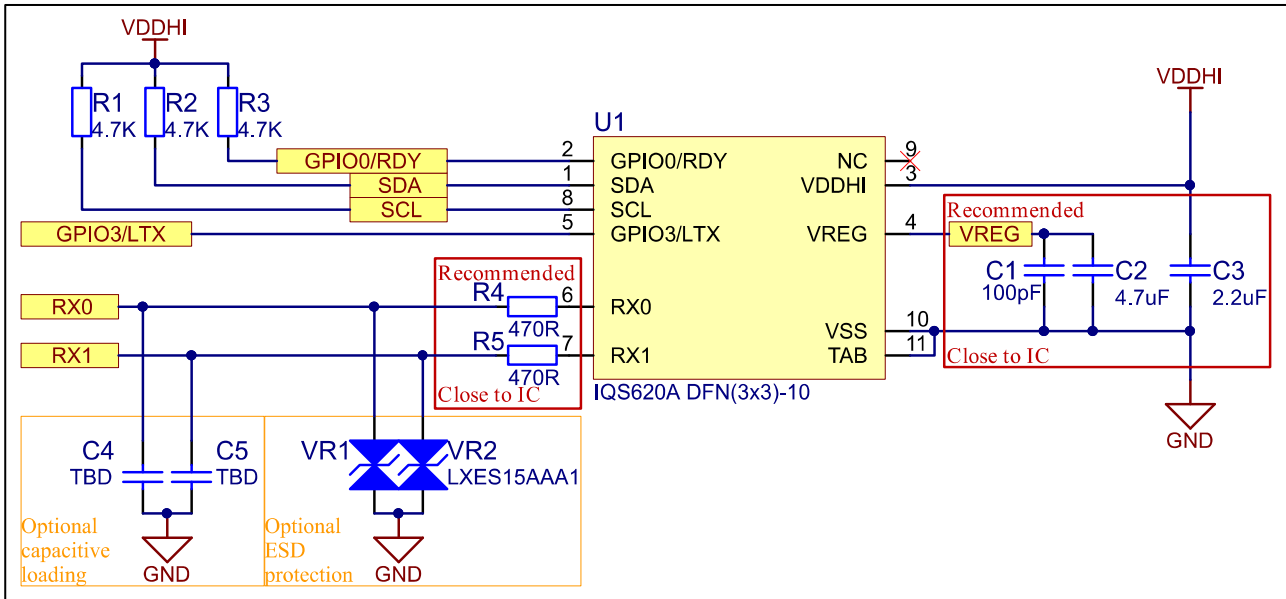 VDDHI
R1
4.7K
R2
4.7K
R3
4.7K
GPIO0/RDY
SDA
SCL
GPIO3/LTX
RX0
RX1
2
1
8
5
Recommended
R4
470R
6
R5
470R
7
Close to IC
U1
GPIO0/RDY
SDA
SCL
GPIO3/LTX
RX0
RX1
NC
VDDHI
VREG
VSS
TAB
IQS620A DFN(3x3)-10
9
3
4
10
11
VDDHI
Recommended
VREG
C1
100pF
C2
4.7uF
C3
2.2uF
Close to IC
GND
C4
TBD
C5
TBD
Optional
capacitive
loading
GND
VR1
VR2
LXES15AAA1
Optional
ESD
protection
GND